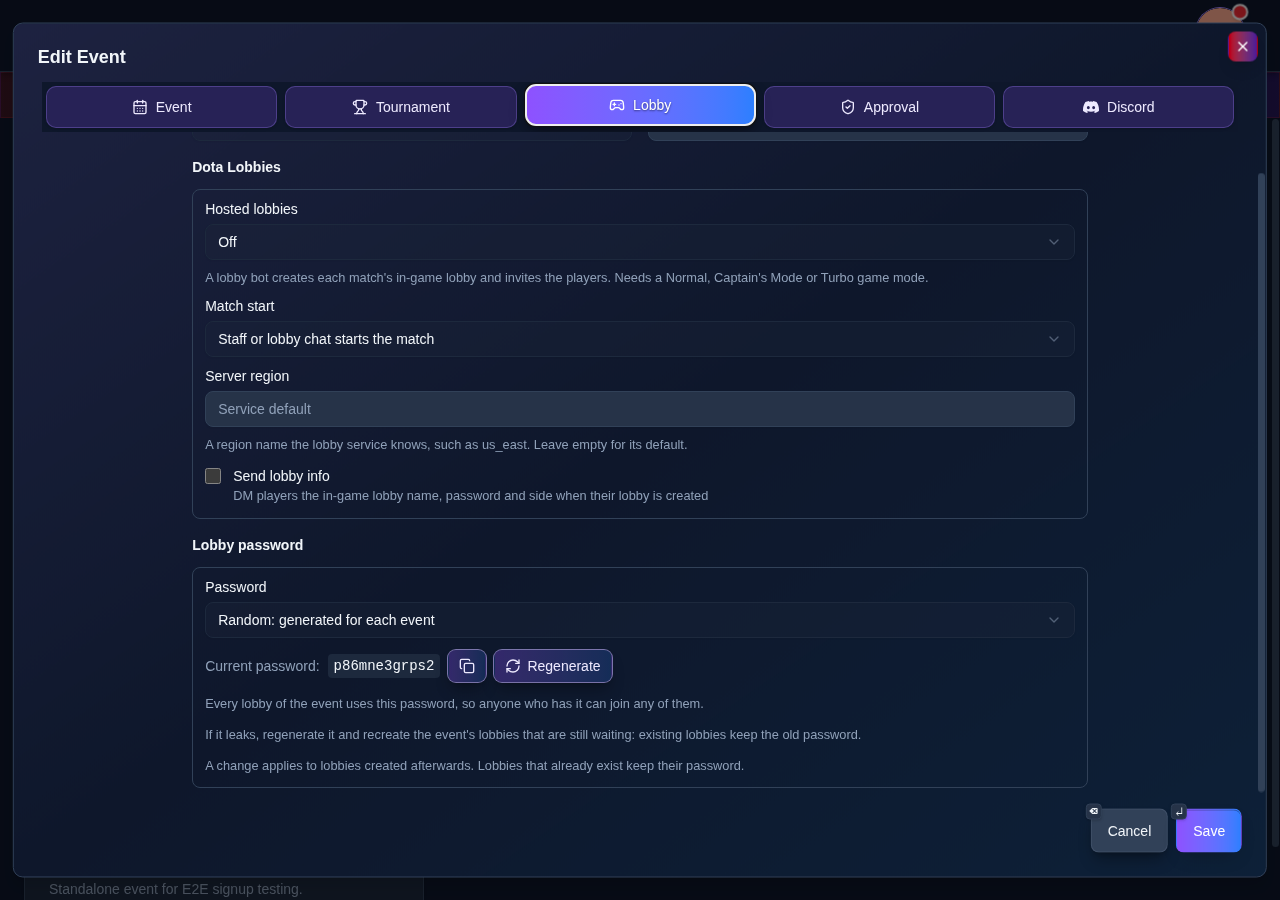 Edit Event
Event
Tournament
Lobby
Approval
Discord
Dota Lobbies
Hosted lobbies
Off
A lobby bot creates each match's in-game lobby and invites the players. Needs a Normal, Captain's Mode or Turbo game mode.
Match start
Staff or lobby chat starts the match
Server region
Service default
A region name the lobby service knows, such as us_east. Leave empty for its default.
Send lobby info
DM players the in-game lobby name, password and side when their lobby is created
Lobby password
Password
Random: generated for each event
Current password: p86mne3grps2 Regenerate
Every lobby of the event uses this password, so anyone who has it can join any of them.
If it leaks, regenerate it and recreate the event's lobbies that are still waiting: existing lobbies keep the old password.
A change applies to lobbies created afterwards. Lobbies that already exist keep their password.
Cancel
Save
Standalone event for E2E signup testing.